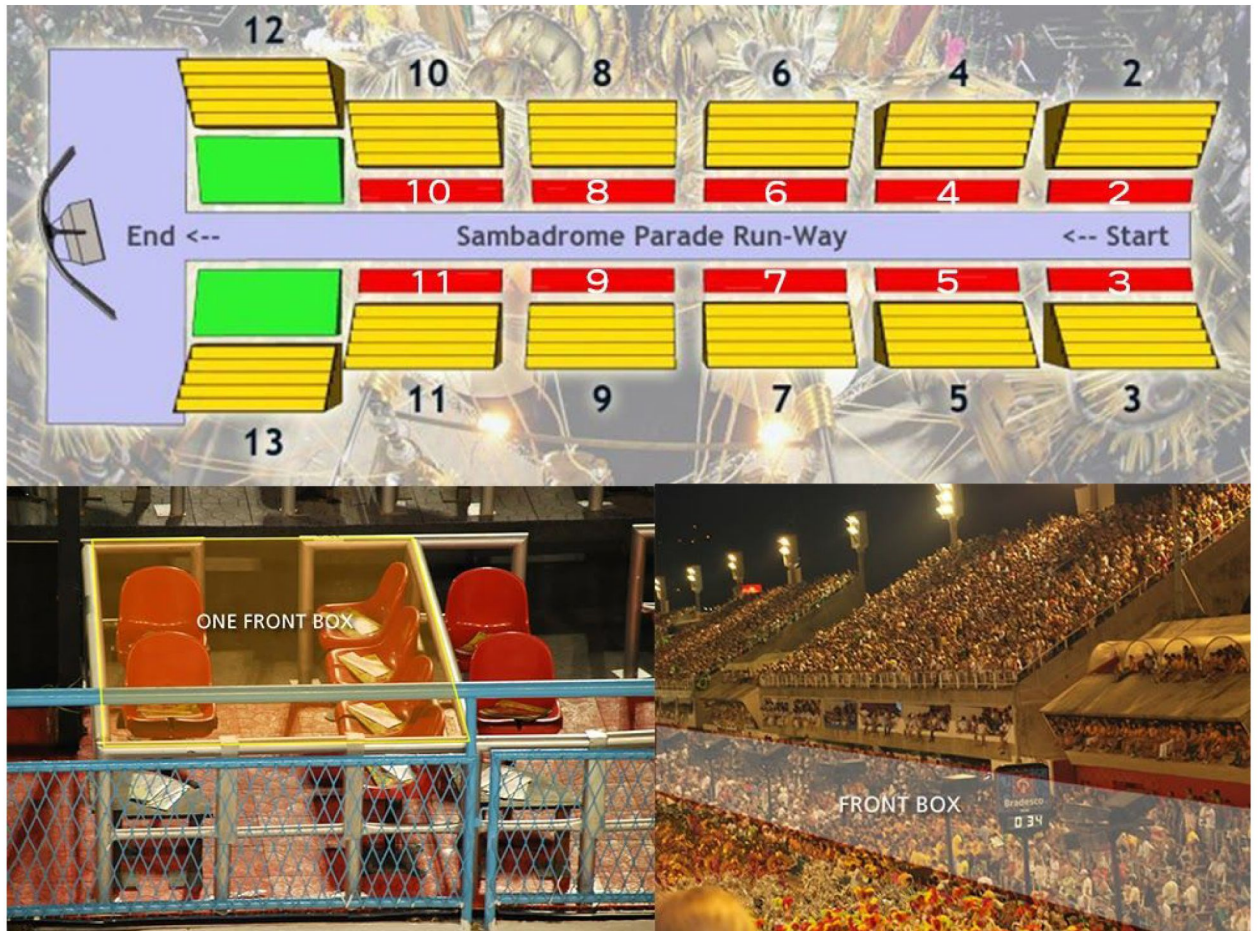 12
10 8 6 4 2
10 8 6 4 2
End <-- Sambadrome Parade Run-Way <-- Start
11 9 7 5 3
11 9 7 5 3
13
ONE FRONT BOX
FRONT BOX
Bradesco
0 34